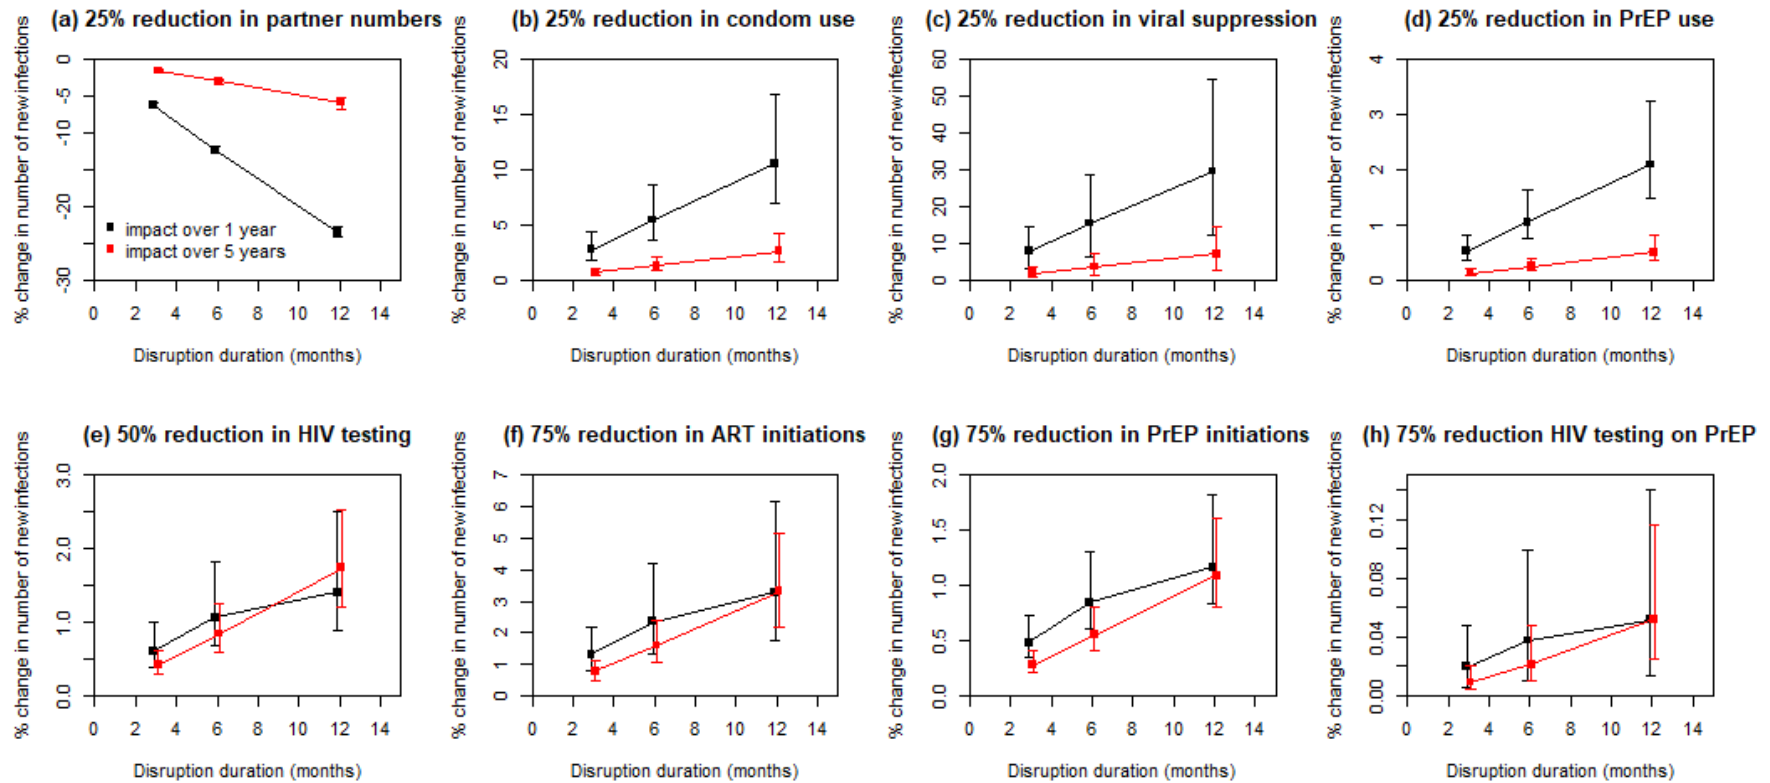 (a) 25% reduction in partner numbers
% change in number of new infections
0
-5
-10
-20
-30
impact over 1 year
impact over 5 years
0 2 4 6 8 10 12 14
Disruption duration (months)
(b) 25% reduction in condom use
% change in number of new infections
20
15
10
5
0
0 2 4 6 8 10 12 14
Disruption duration (months)
(c) 25% reduction in viral suppression
% change in number of new infections
60
50
40
30
20
10
0
0 2 4 6 8 10 12 14
Disruption duration (months)
(d) 25% reduction in PrEP use
% change in number of new infections
4
3
2
1
0
0 2 4 6 8 10 12 14
Disruption duration (months)
(e) 50% reduction in HIV testing
% change in number of new infections
3.0
2.0
1.0
0.0
0 2 4 6 8 10 12 14
Disruption duration (months)
(f) 75% reduction in ART initiations
% change in number of new infections
7
6
5
4
3
2
1
0
0 2 4 6 8 10 12 14
Disruption duration (months)
(g) 75% reduction in PrEP initiations
% change in number of new infections
2.0
1.5
1.0
0.5
0.0
0 2 4 6 8 10 12 14
Disruption duration (months)
(h) 75% reduction HIV testing on PrEP
% change in number of new infections
0.12
0.08
0.04
0.00
0 2 4 6 8 10 12 14
Disruption duration (months)